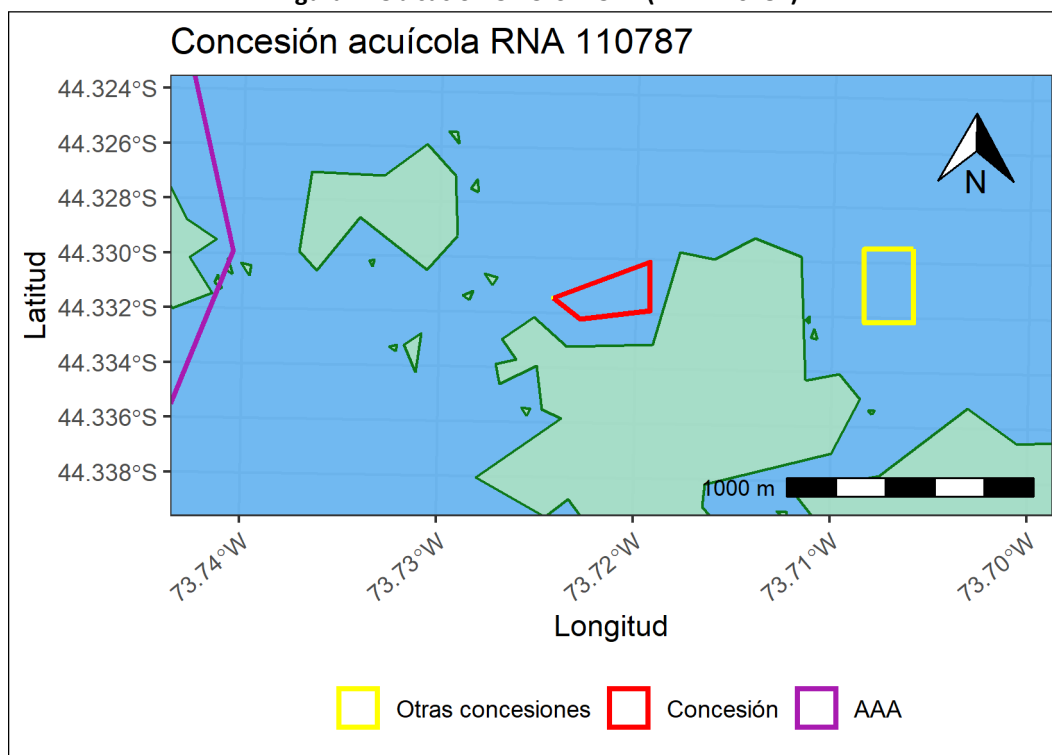 Concesión acuícola RNA 110787
44.324°S
44.326°S
44.328°S
44.330°S
44.332°S
44.334°S
44.336°S
44.338°S
Latitud
N
1000 m
73.74°W
73.73°W
73.72°W
73.71°W
73.70°W
Longitud
Otras concesiones
Concesión
AAA